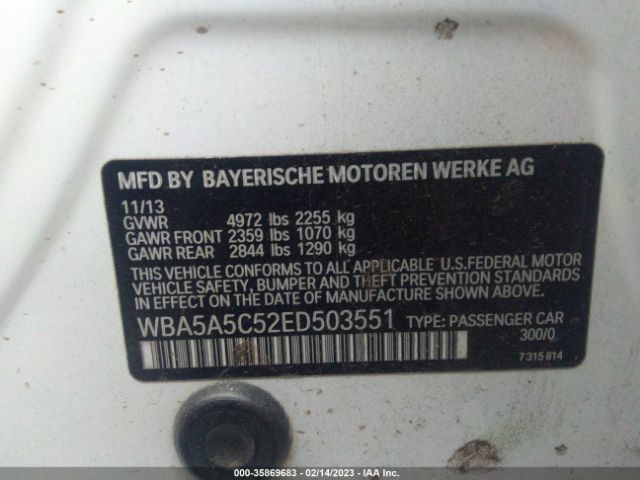 MFD BY BAYERISCHE MOTOREN WERKE AG
11/13
GVWR 4972 lbs 2255 kg
GAWR FRONT 2359 lbs 1070 kg
GAWR REAR 2844 lbs 1290 kg
THIS VEHICLE CONFORMS TO ALL APPLICABLE U.S.FEDERAL MOTOR
VEHICLE SAFETY, BUMPER AND THEFT PREVENTION STANDARDS
IN EFFECT ON THE DATE OF MANUFACTURE SHOWN ABOVE.
WBA5A5C52ED503551 TYPE: PASSENGER CAR
300/0
7 315 814
000-35869683 - 02/14/2023 - IAA Inc.